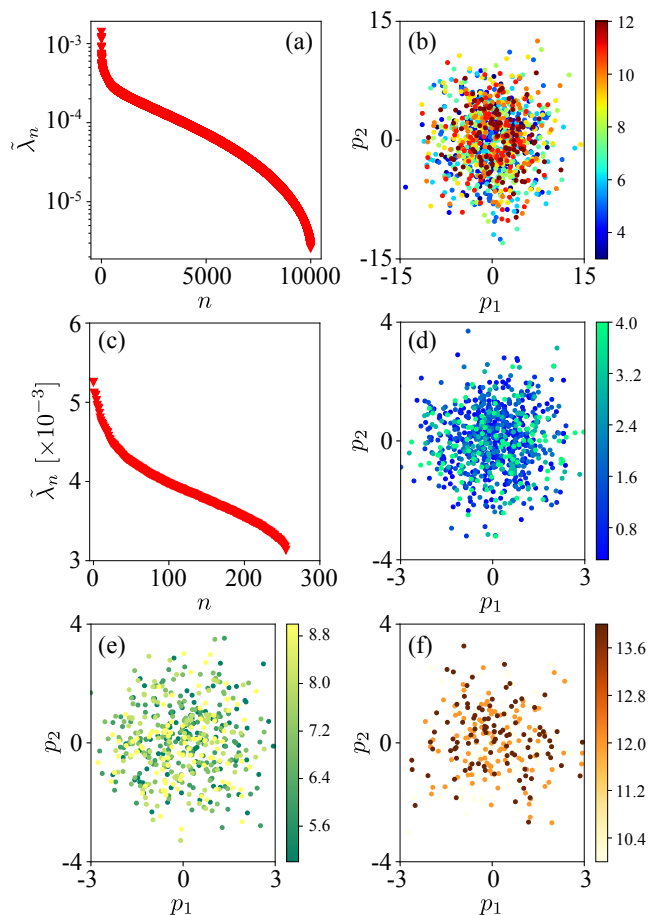 (a)
10⁻³
10⁻⁴
10⁻⁵
λ̃ₙ
0 5000 10000
n
(b)
15
0
-15
p₂
-15 0 15
p₁
12
10
8
6
4
(c)
6
5
4
3
λ̃ₙ [×10⁻³]
0 100 200 300
n
(d)
4
0
-4
p₂
-3 0 3
p₁
4.0
3.2
2.4
1.6
0.8
(e)
4
0
-4
p₂
-3 0 3
p₁
8.8
8.0
7.2
6.4
5.6
(f)
4
0
-4
p₂
-3 0 3
p₁
13.6
12.8
12.0
11.2
10.4